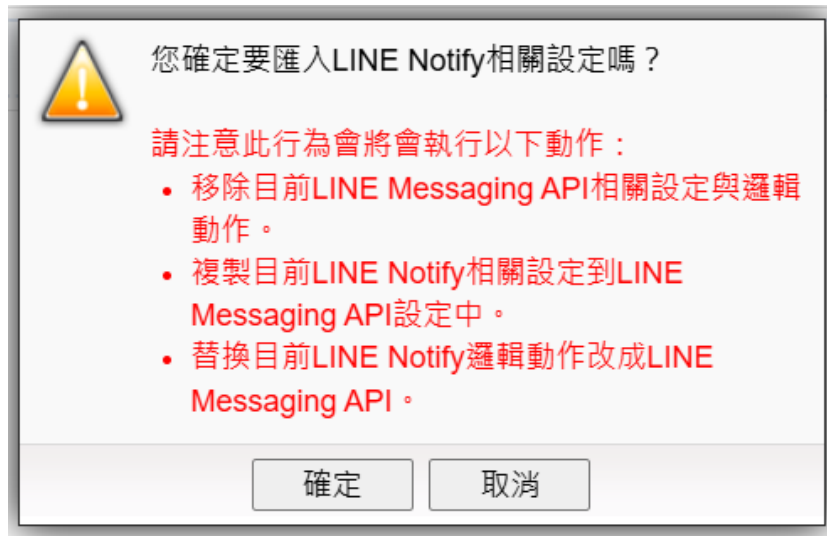 您確定要匯入LINE Notify相關設定嗎？
請注意此行為會將會執行以下動作：
• 移除目前LINE Messaging API相關設定與邏輯
動作。
• 複製目前LINE Notify相關設定到LINE
Messaging API設定中。
• 替換目前LINE Notify邏輯動作改成LINE
Messaging API。
確定 取消